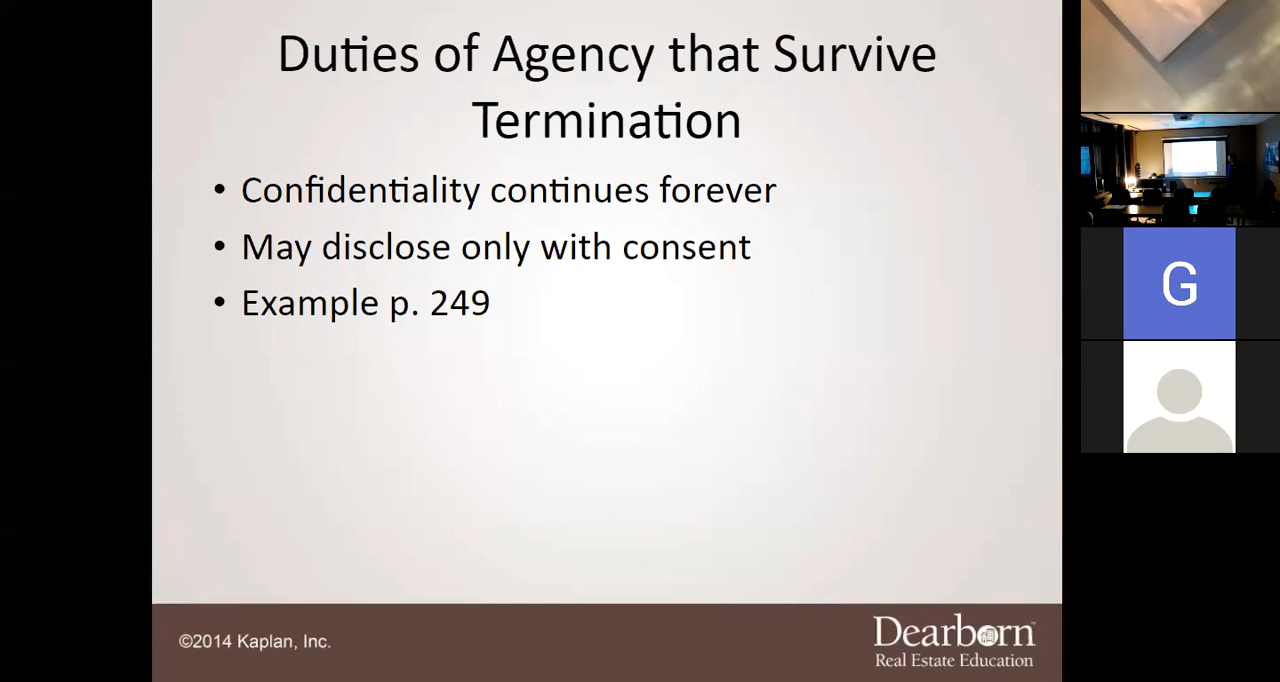 Duties of Agency that Survive
Termination
• Confidentiality continues forever
• May disclose only with consent
• Example p. 249
©2014 Kaplan, Inc.
Dearborn™
Real Estate Education
G